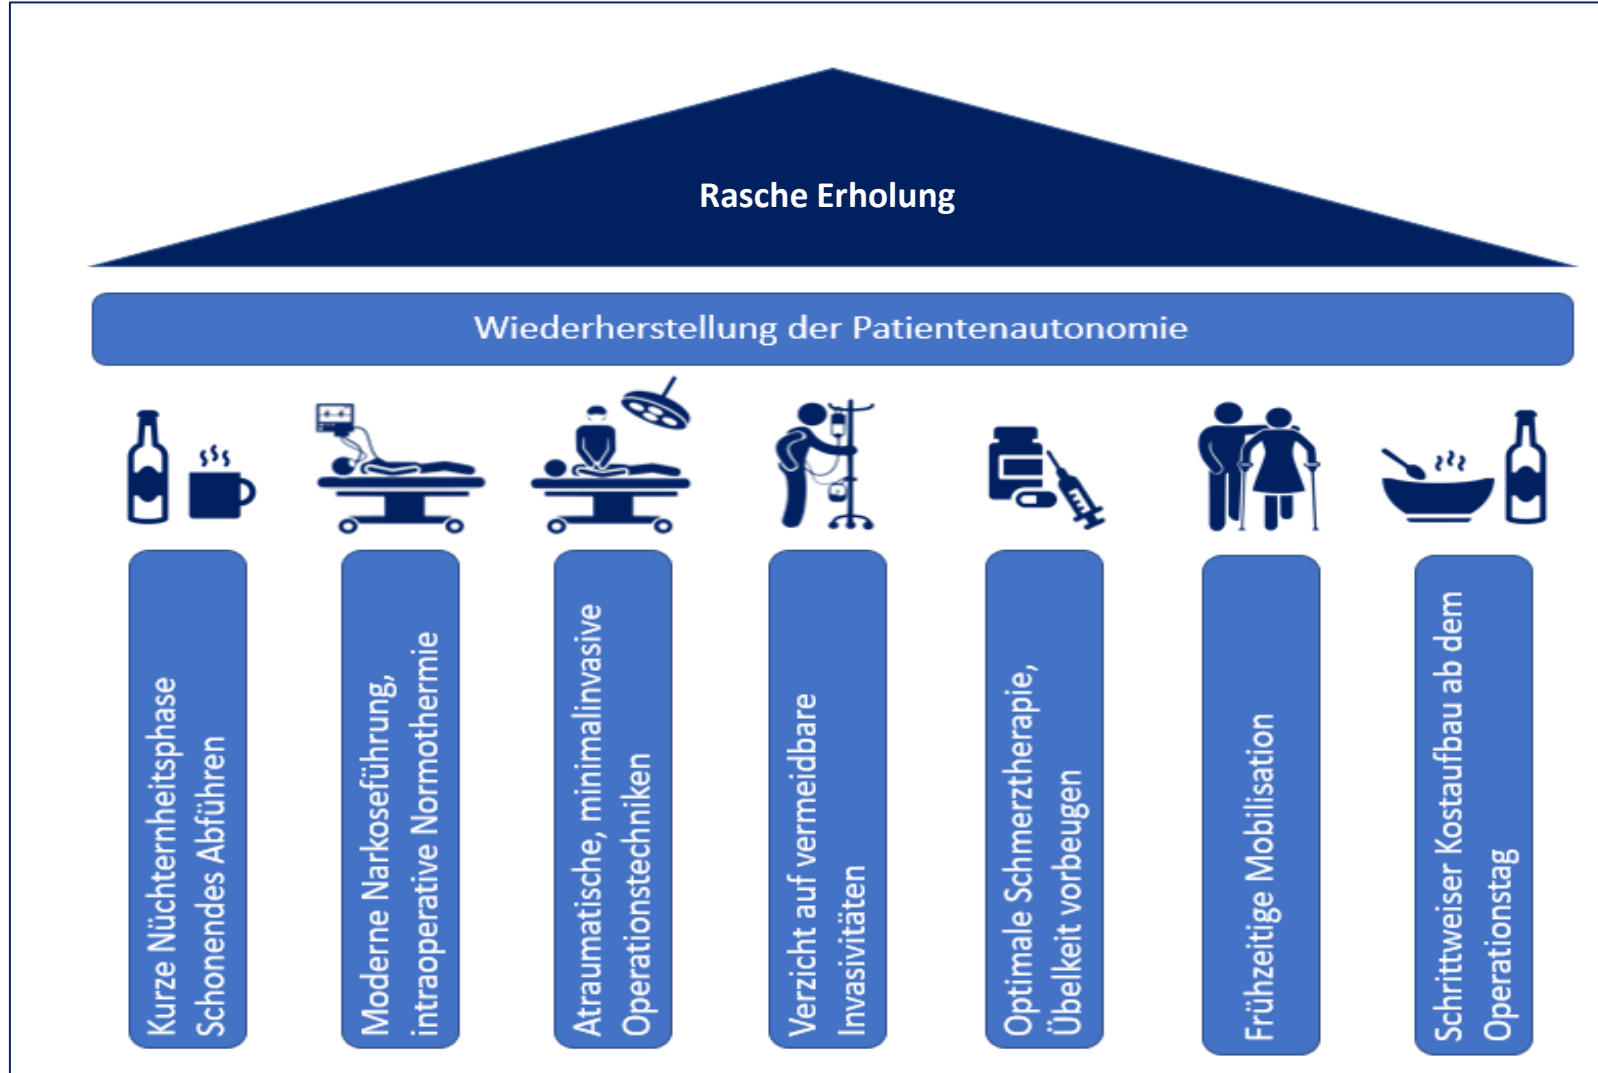 Rasche Erholung
Wiederherstellung der Patientenautonomie
Kurze Nüchternheitsphase
Schonendes Abführen
Moderne Narkoseführung,
intraoperative Normothermie
Atraumatische, minimalinvasive
Operationstechniken
Verzicht auf vermeidbare
Invasivitäten
Optimale Schmerztherapie,
Übelkeit vorbeugen
Frühzeitige Mobilisation
Schrittweiser Kostaufbau ab dem
Operationstag